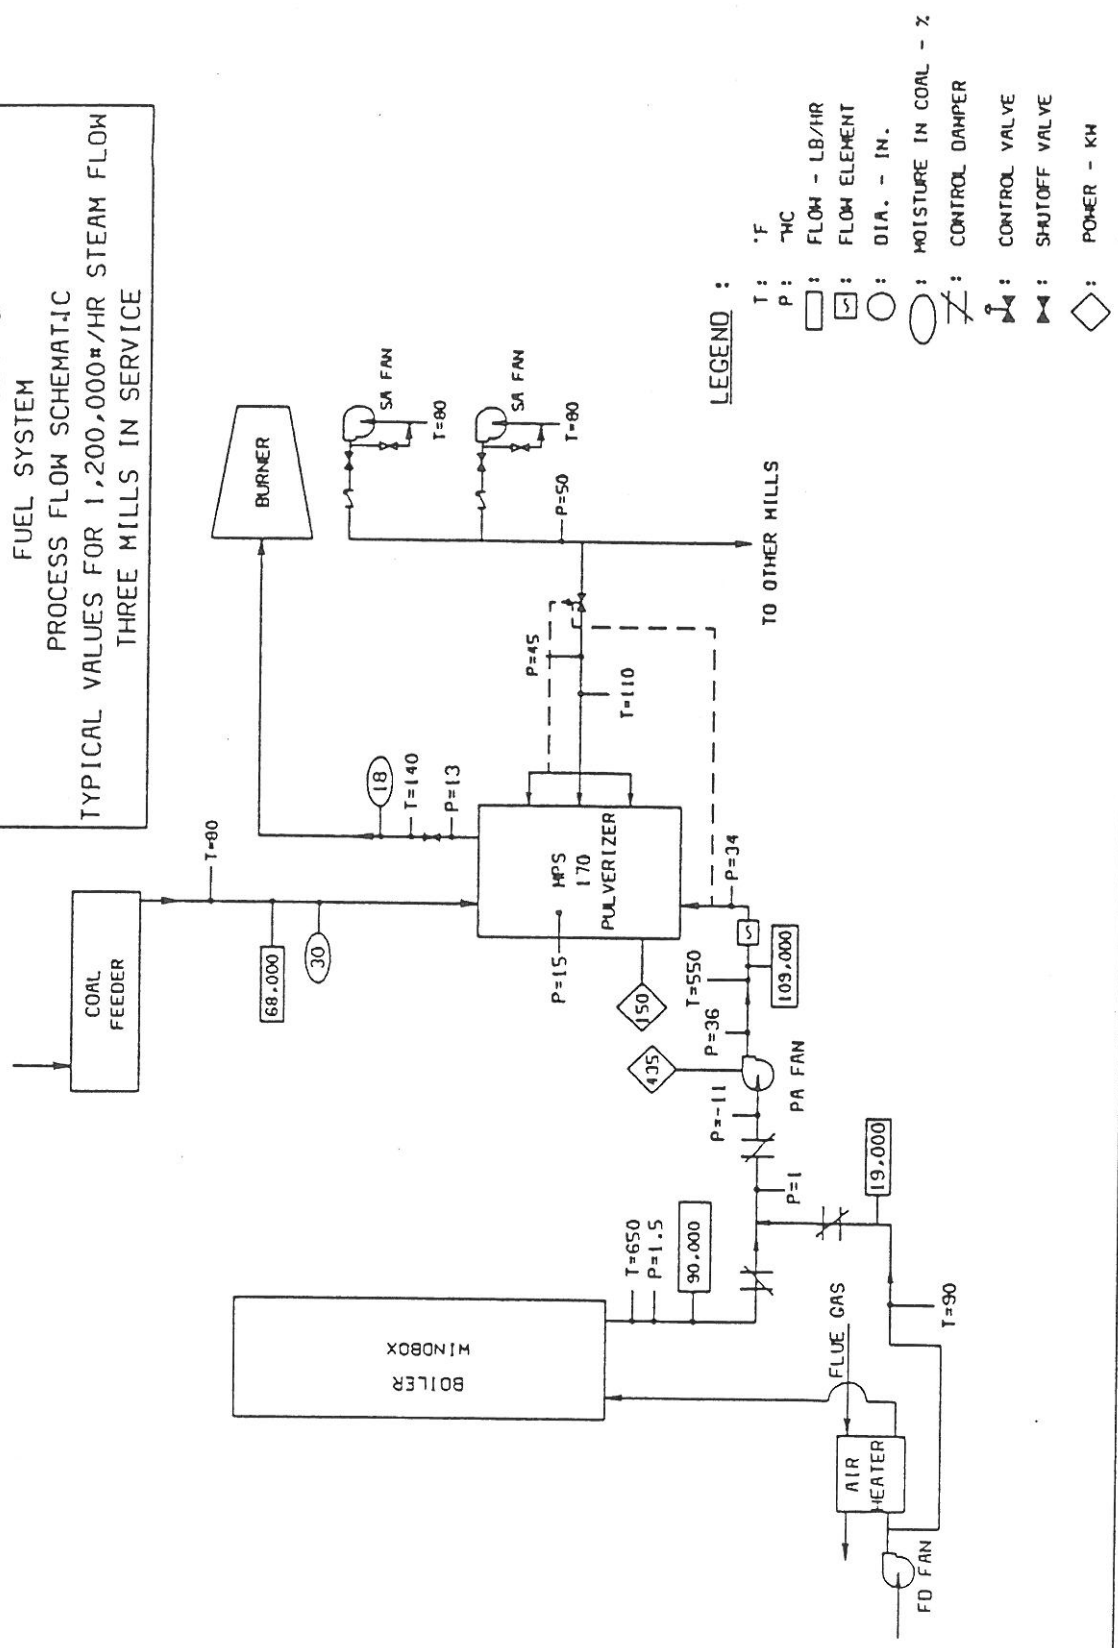 FUEL SYSTEM
PROCESS FLOW SCHEMATIC
TYPICAL VALUES FOR 1,200,000#/HR STEAM FLOW
THREE MILLS IN SERVICE
COAL
FEEDER
T=80
68,000
30
BURNER
18
T=140
P=13
SA FAN
T=80
SA FAN
T=80
P=50
TO OTHER MILLS
P=45
T=110
P=15
MPS
170
PULVERIZER
150
P=34
109,000
T=550
P=36
435
PA FAN
P=-11
P=1
BOILER
WINDBOX
T=650
P=1.5
90,000
19,000
T=90
FLUE GAS
AIR
HEATER
FD FAN
LEGEND :
T : °F
P : "WC
: FLOW - LB/HR
: FLOW ELEMENT
: DIA. - IN.
: MOISTURE IN COAL - %
: CONTROL DAMPER
: CONTROL VALVE
: SHUTOFF VALVE
: POWER - KW